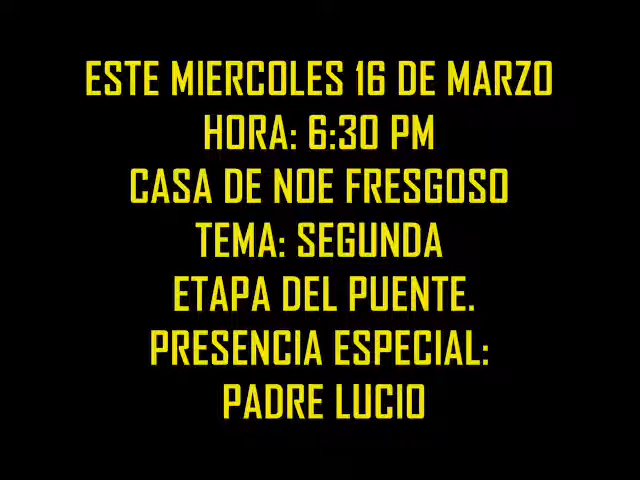 ESTE MIERCOLES 16 DE MARZO
HORA: 6:30 PM
CASA DE NOE FRESGOSO
TEMA: SEGUNDA
ETAPA DEL PUENTE.
PRESENCIA ESPECIAL:
PADRE LUCIO